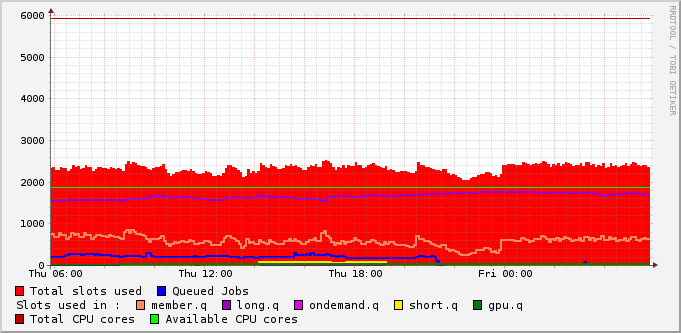 RRDTOOL / TOBI OETIKER
6000
5000
4000
3000
2000
1000
0
Thu 06:00 Thu 12:00 Thu 18:00 Fri 00:00
Total slots used Queued Jobs
Slots used in : member.q long.q ondemand.q short.q gpu.q
Total CPU cores Available CPU cores